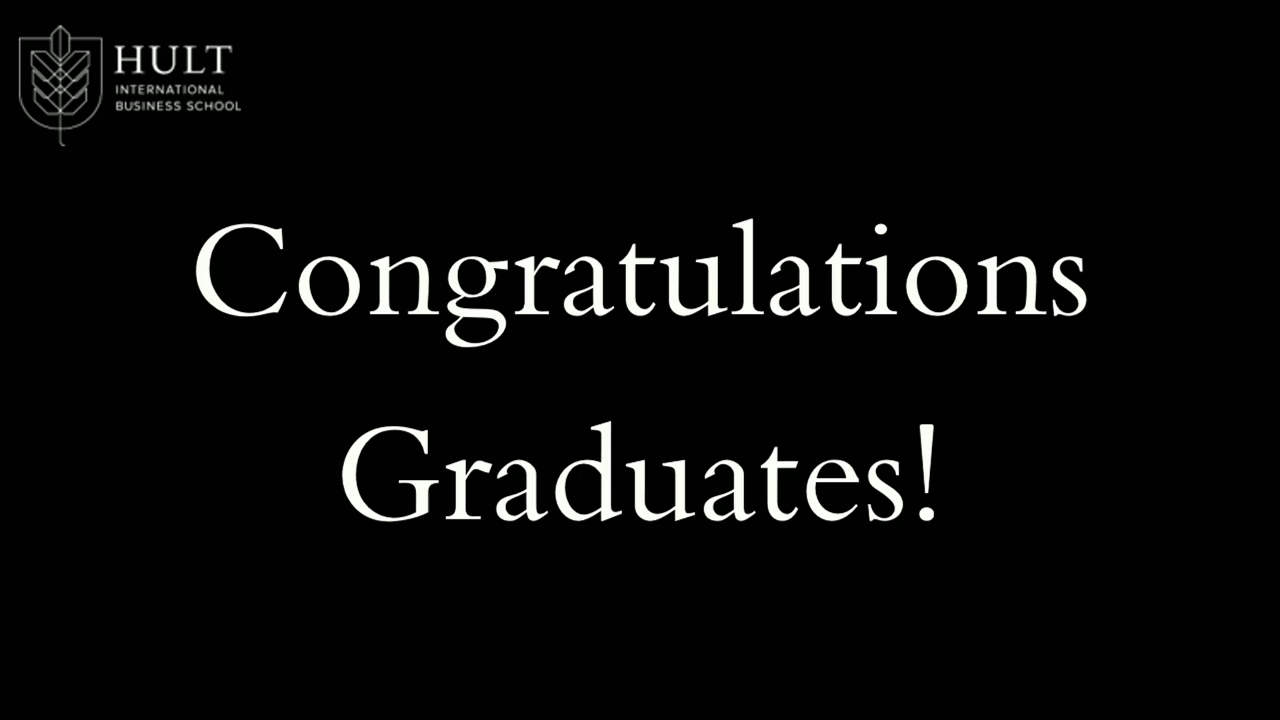 HULT
INTERNATIONAL
BUSINESS SCHOOL
Congratulations
Graduates!